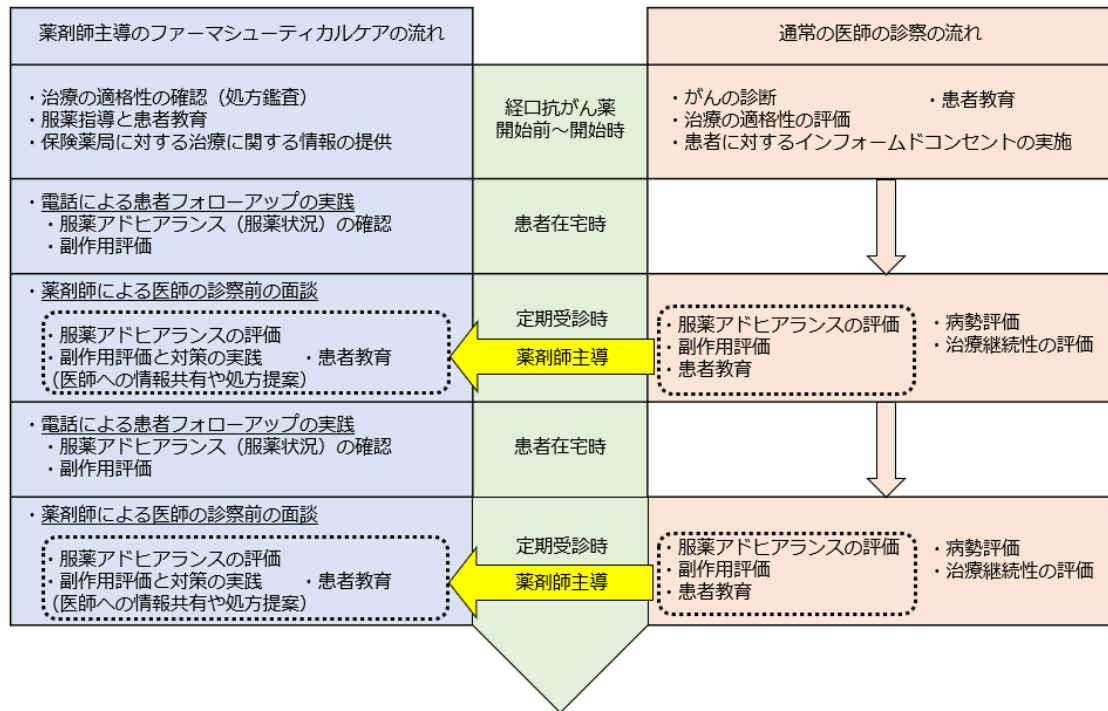 薬剤師主導のファーマシューティカルケアの流れ
通常の医師の診察の流れ
・治療の適格性の確認（処方鑑査）
・服薬指導と患者教育
・保険薬局に対する治療に関する情報の提供
経口抗がん薬
開始前～開始時
・がんの診断
・患者教育
・治療の適格性の評価
・患者に対するインフォームドコンセントの実施
・電話による患者フォローアップの実践
・服薬アドヒアランス（服薬状況）の確認
・副作用評価
患者在宅時
・薬剤師による医師の診察前の面談
・服薬アドヒアランスの評価
・副作用評価と対策の実践　・患者教育
(医師への情報共有や処方提案）
定期受診時
薬剤師主導
・服薬アドヒアランスの評価
・副作用評価
・患者教育
・病勢評価
・治療継続性の評価
・電話による患者フォローアップの実践
・服薬アドヒアランス（服薬状況）の確認
・副作用評価
患者在宅時
・薬剤師による医師の診察前の面談
・服薬アドヒアランスの評価
・副作用評価と対策の実践　・患者教育
(医師への情報共有や処方提案）
定期受診時
薬剤師主導
・服薬アドヒアランスの評価
・副作用評価
・患者教育
・病勢評価
・治療継続性の評価